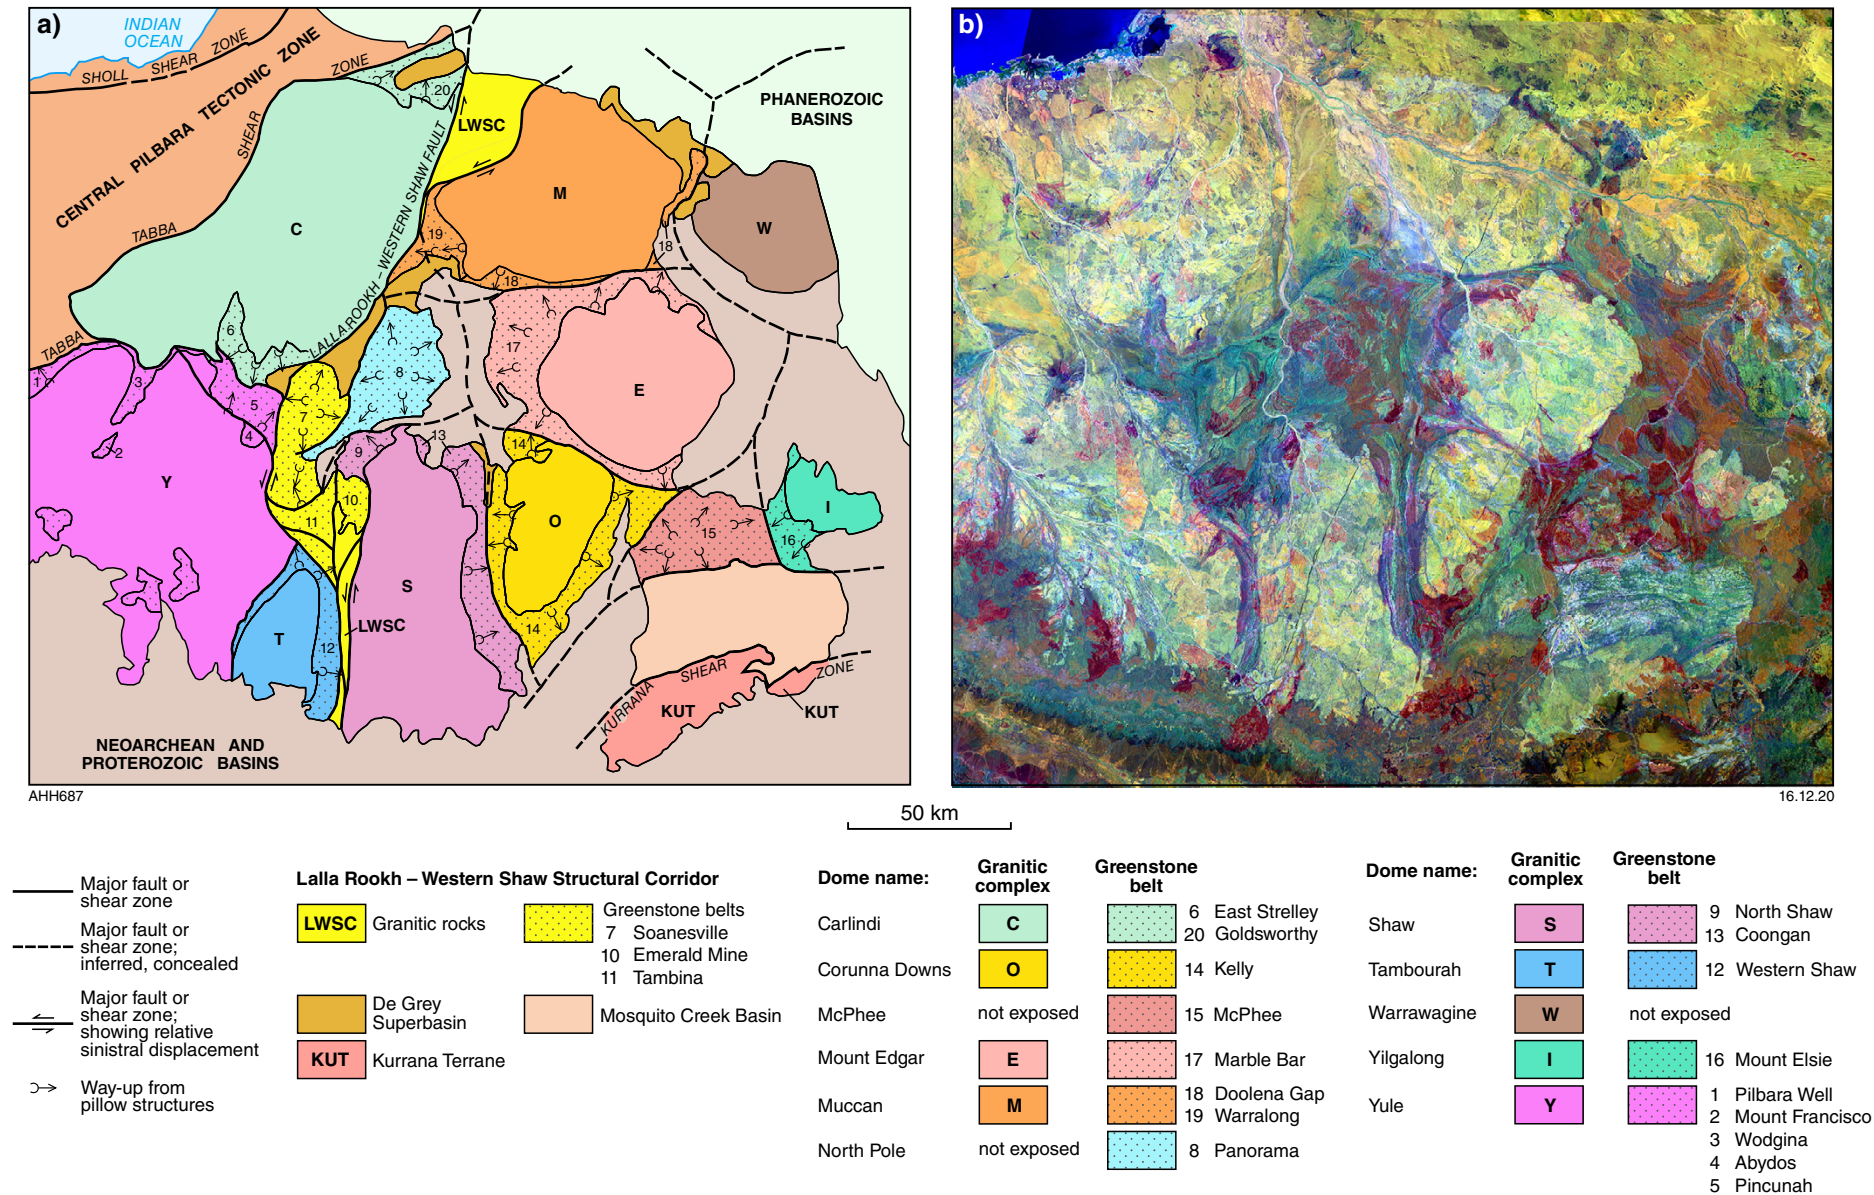 a)
INDIAN
OCEAN
SHOLL SHEAR ZONE
CENTRAL PILBARA TECTONIC ZONE
TABBA SHEAR ZONE
20
LWSC
PHANEROZOIC
BASINS
LALLA ROOKH – WESTERN SHAW FAULT
C
M
W
19
18
18
6
TABBA
1
3
17
8
E
5
7
4
2
13
9
14
Y
10
11
O
I
15
16
S
LWSC
T
12
14
SHEAR
ZONE
KURRANA
KUT
KUT
NEOARCHEAN AND
PROTEROZOIC BASINS
AHH687
b)
16.12.20
50 km
Major fault or
shear zone
Major fault or
shear zone;
inferred, concealed
Major fault or
shear zone;
showing relative
sinistral displacement
Way-up from
pillow structures
Lalla Rookh – Western Shaw Structural Corridor
LWSC Granitic rocks
Greenstone belts
7 Soanesville
10 Emerald Mine
11 Tambina
De Grey
Superbasin
Mosquito Creek Basin
KUT Kurrana Terrane
Dome name:
Granitic
complex
Greenstone
belt
Carlindi C 6 East Strelley
20 Goldsworthy
Corunna Downs O 14 Kelly
McPhee not exposed 15 McPhee
Mount Edgar E 17 Marble Bar
Muccan M 18 Doolena Gap
19 Warralong
North Pole not exposed 8 Panorama
Dome name:
Granitic
complex
Greenstone
belt
Shaw S 9 North Shaw
13 Coongan
Tambourah T 12 Western Shaw
Warrawagine W not exposed
Yilgalong I 16 Mount Elsie
Yule Y 1 Pilbara Well
2 Mount Francisco
3 Wodgina
4 Abydos
5 Pincunah